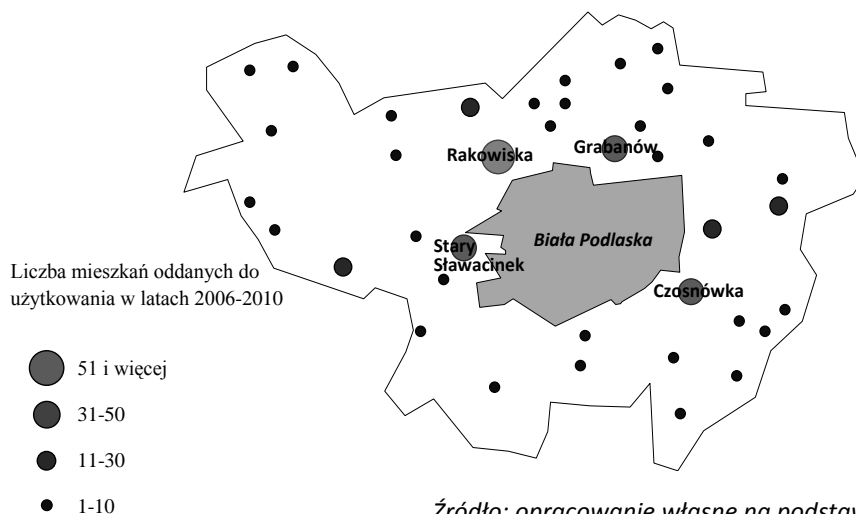 Rakowiska
Grabanów
Stary
Sławacinek
Biała Podlaska
Czosnówka
Liczba mieszkań oddanych do
użytkowania w latach 2006-2010
51 i więcej
31-50
11-30
1-10
Źródło: opracowanie własne na podstaw